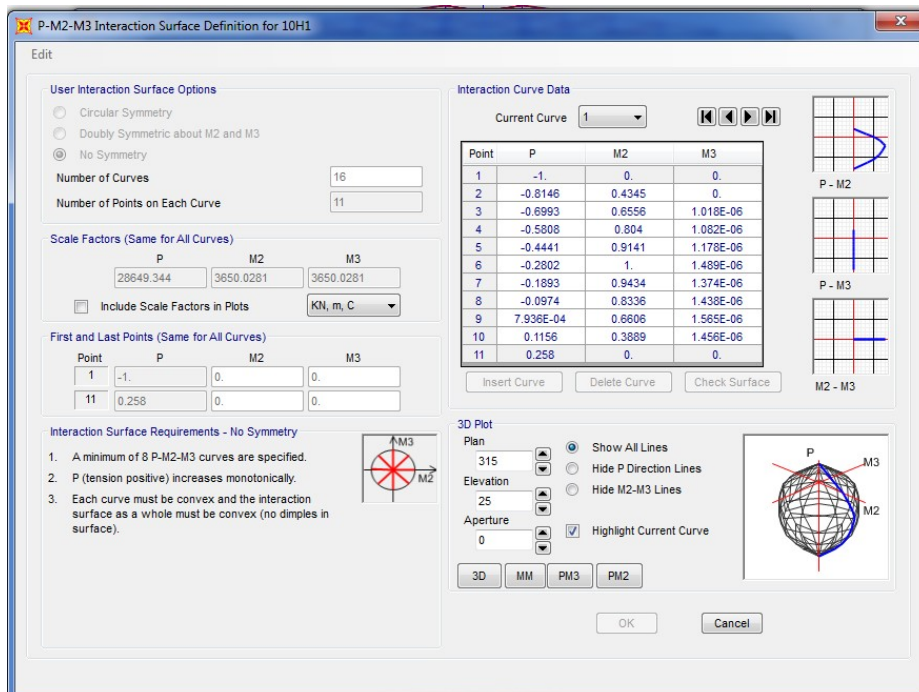 P-M2-M3 Interaction Surface Definition for 10H1
Edit
User Interaction Surface Options
Circular Symmetry
Doubly Symmetric about M2 and M3
No Symmetry
Number of Curves 16
Number of Points on Each Curve 11
Scale Factors (Same for All Curves)
P M2 M3
28649.344 3650.0281 3650.0281
Include Scale Factors in Plots KN, m, C
First and Last Points (Same for All Curves)
Point P M2 M3
1 -1. 0. 0.
11 0.258 0. 0.
Interaction Surface Requirements - No Symmetry
1. A minimum of 8 P-M2-M3 curves are specified.
2. P (tension positive) increases monotonically.
3. Each curve must be convex and the interaction
surface as a whole must be convex (no dimples in
surface).
M3
M2
Interaction Curve Data
Current Curve 1
Point P M2 M3
1 -1. 0. 0.
2 -0.8146 0.4345 0.
3 -0.6993 0.6556 1.018E-06
4 -0.5808 0.804 1.082E-06
5 -0.4441 0.9141 1.178E-06
6 -0.2802 1. 1.489E-06
7 -0.1893 0.9434 1.374E-06
8 -0.0974 0.8336 1.438E-06
9 7.936E-04 0.6606 1.565E-06
10 0.1156 0.3889 1.456E-06
11 0.258 0. 0.
Insert Curve Delete Curve Check Surface
P - M2
P - M3
M2 - M3
3D Plot
Plan
315
Elevation
25
Aperture
0
Show All Lines
Hide P Direction Lines
Hide M2-M3 Lines
Highlight Current Curve
3D MM PM3 PM2
P
M3
M2
OK Cancel